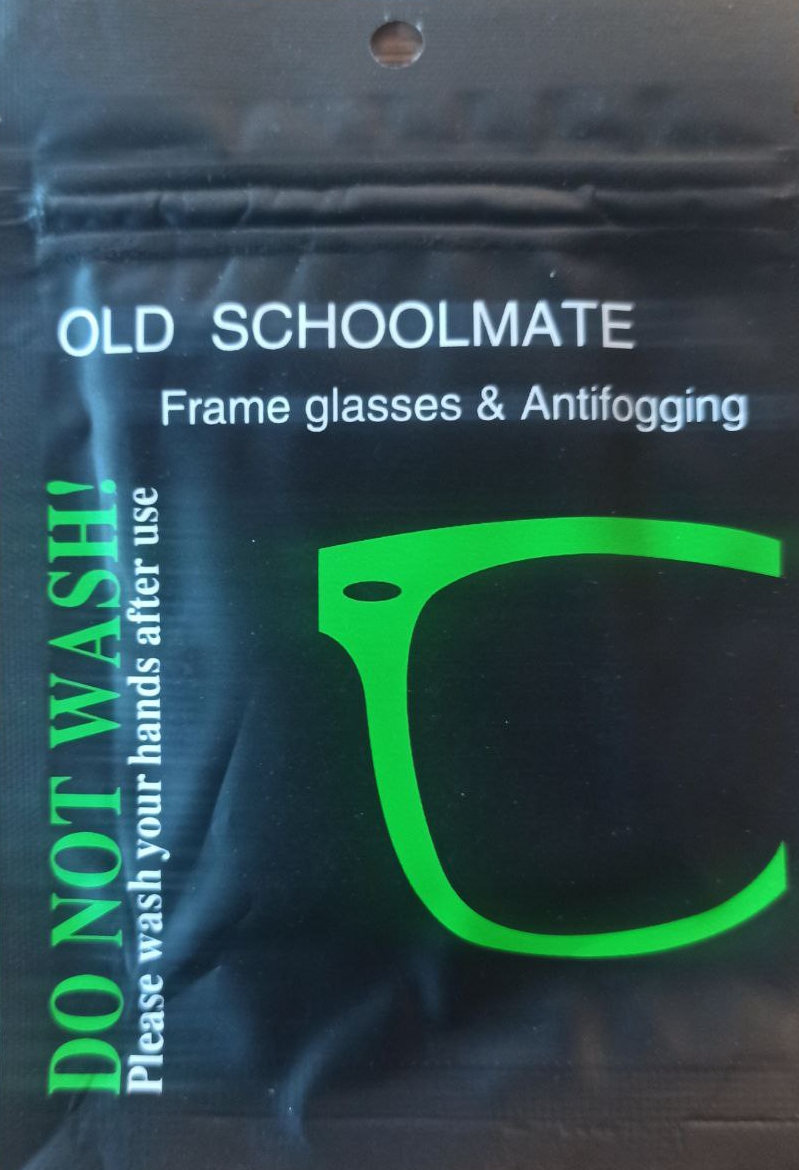 OLD SCHOOLMATE
Frame glasses & Antifogging
DO NOT WASH!
Please wash your hands after use